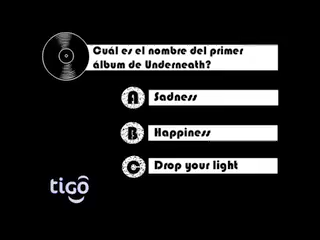 Cuál es el nombre del primer
álbum de Underneath?
A Sadness
B Happiness
C Drop your light
tigo